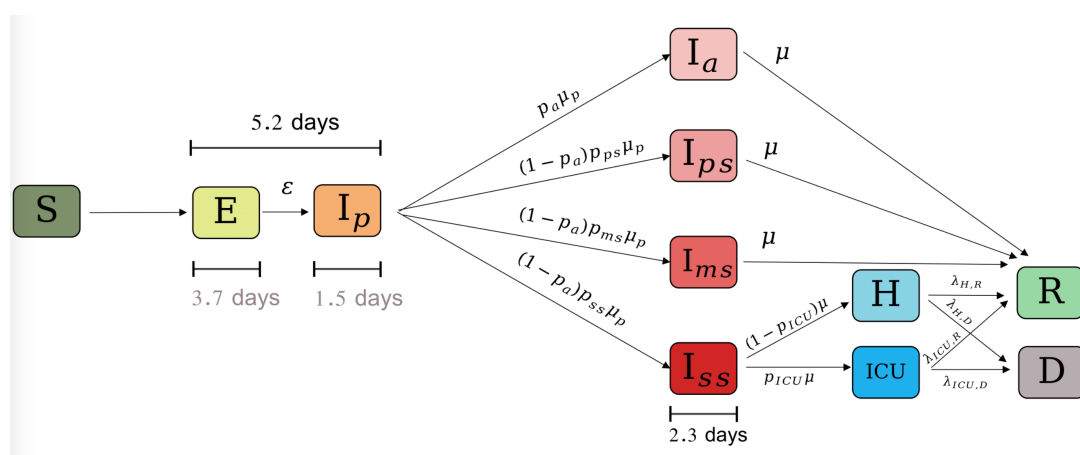 I_a
μ
p_a μ_p
5.2 days
I_ps
μ
(1−p_a)p_ps μ_p
ε
S
E
I_p
(1−p_a)p_ms μ_p
μ
I_ms
3.7 days
1.5 days
(1−p_a)p_ss μ_p
H
λ_H,R
R
(1−p_ICU)μ
λ_H,D
λ_ICU,R
I_ss
p_ICU μ
ICU
λ_ICU,D
D
2.3 days